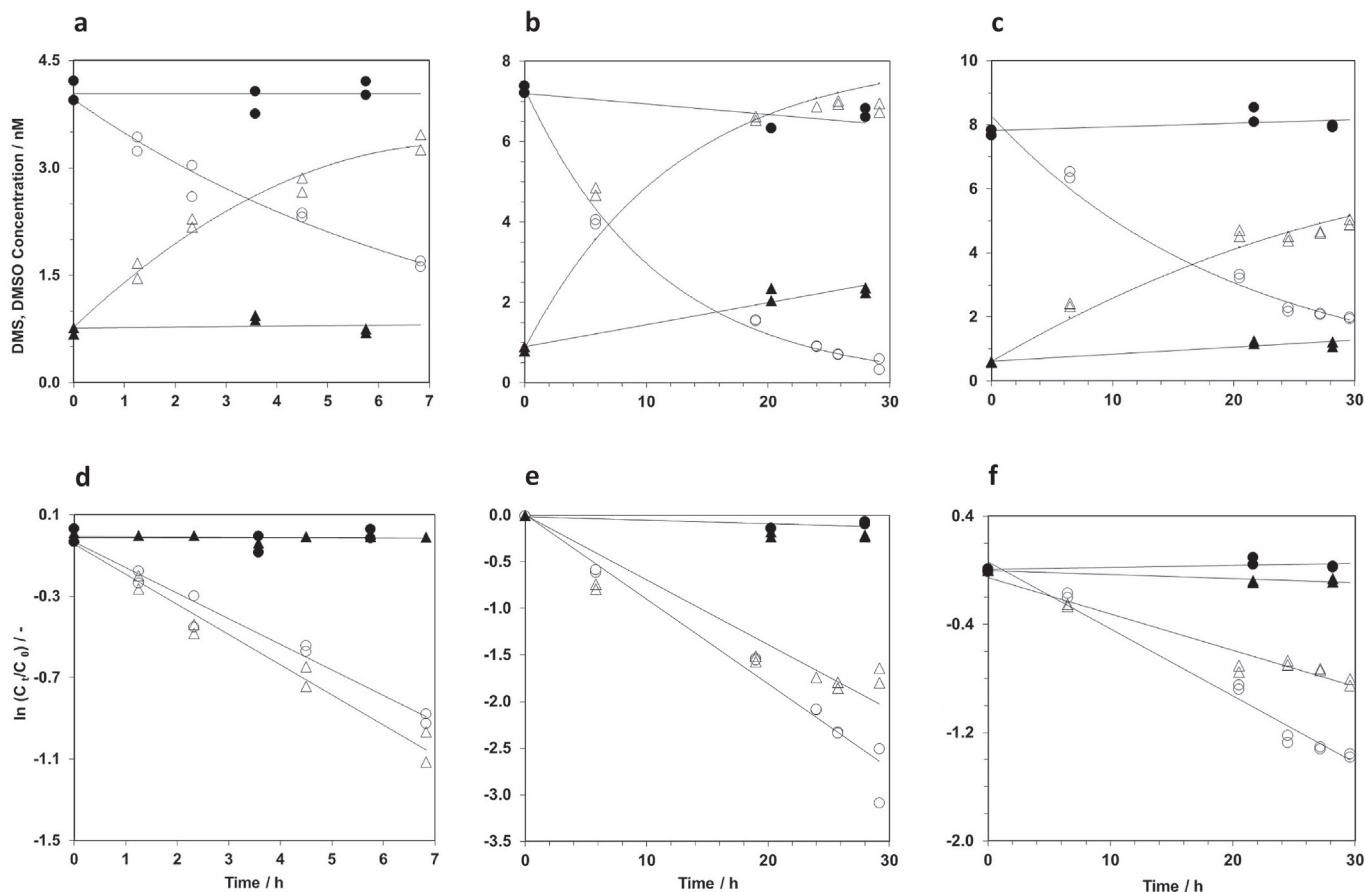 a
b
c
DMS, DMSO Concentration / nM
4.5
3.0
1.5
0.0
0 1 2 3 4 5 6 7
8
6
4
2
0
0 10 20 30
10
8
6
4
2
0
0 10 20 30
d
e
f
ln (C t/C 0) / -
0.1
-0.3
-0.7
-1.1
-1.5
0 1 2 3 4 5 6 7
Time / h
0.0
-0.5
-1.0
-1.5
-2.0
-2.5
-3.0
-3.5
0 10 20 30
Time / h
0.4
-0.4
-1.2
-2.0
0 10 20 30
Time / h